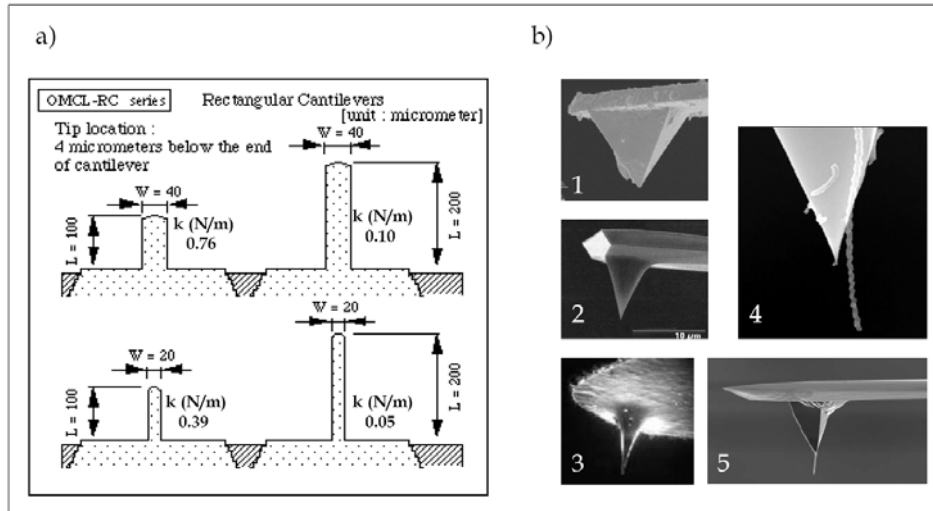 a)
OMCL-RC series
Rectangular Cantilevers
[unit : micrometer]
Tip location :
4 micrometers below the end
of cantilever
W = 40
W = 40
L = 100
k (N/m)
0.76
k (N/m)
0.10
L = 200
W = 20
W = 20
L = 100
k (N/m)
0.39
k (N/m)
0.05
L = 200
b)
1
2
10 µm
3
4
5